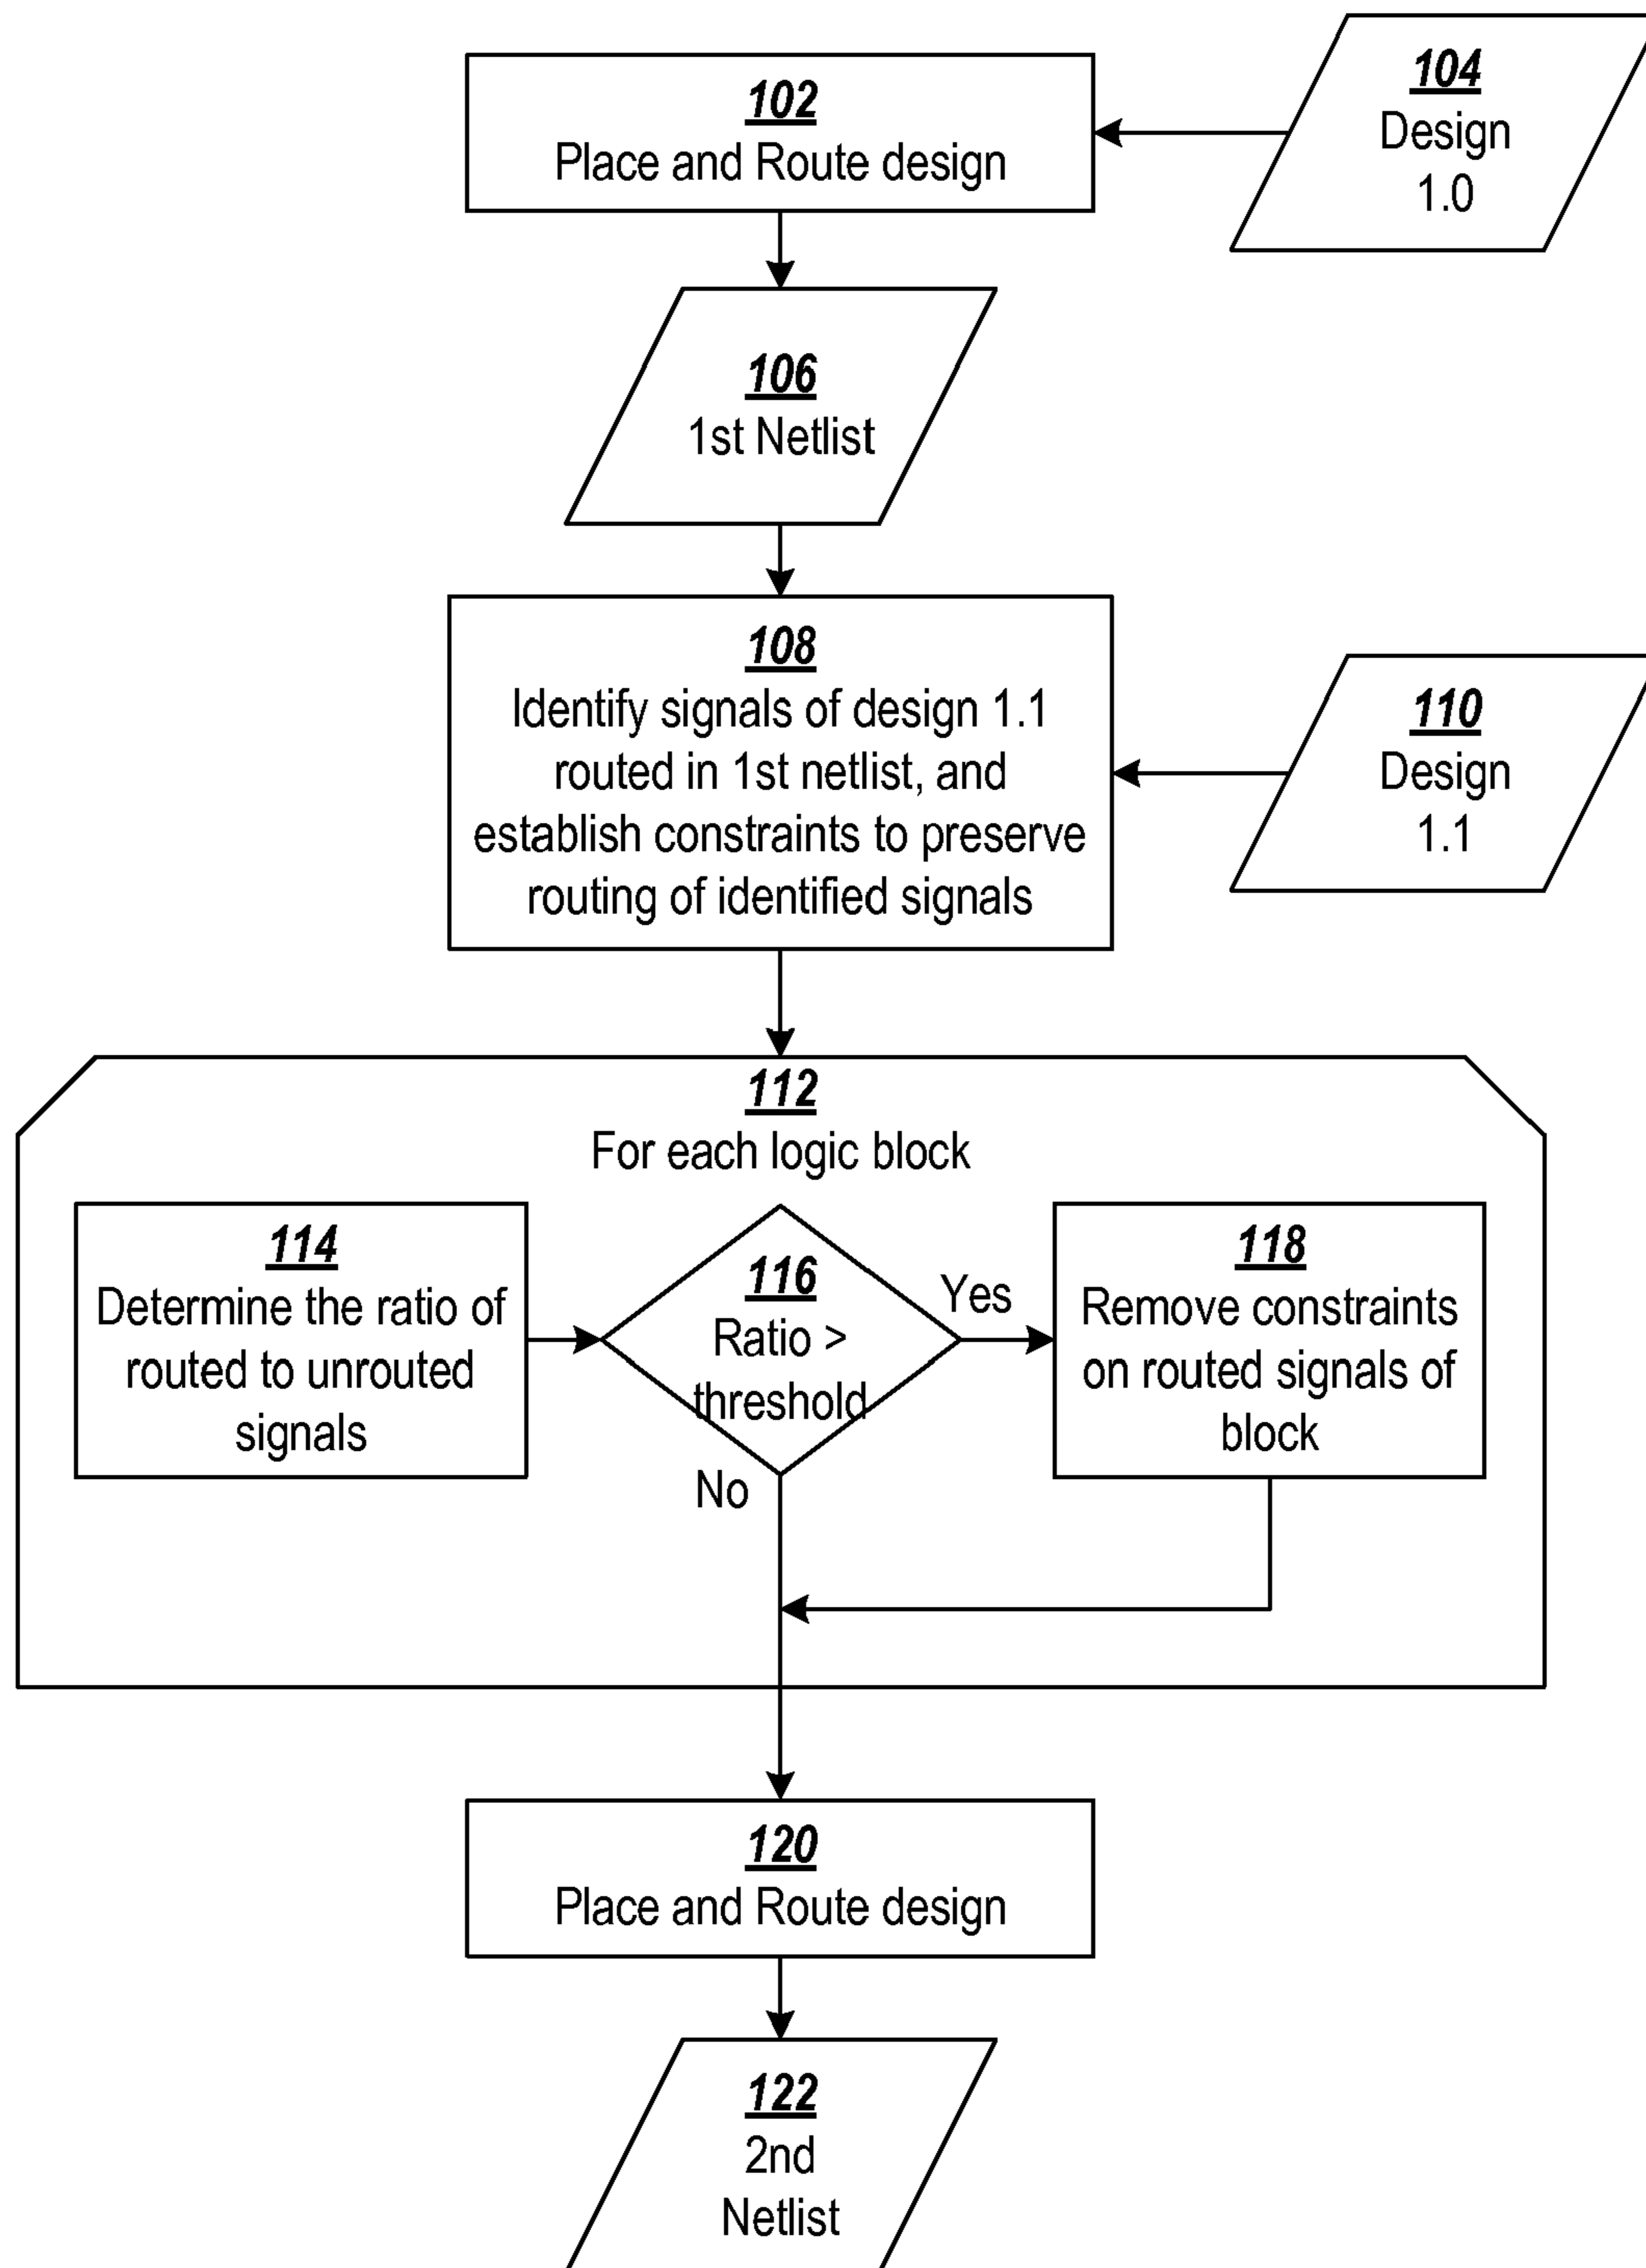 102
Place and Route design
104
Design
1.0
106
1st Netlist
108
Identify signals of design 1.1
routed in 1st netlist, and
establish constraints to preserve
routing of identified signals
110
Design
1.1
112
For each logic block
114
Determine the ratio of
routed to unrouted
signals
116
Ratio >
threshold
Yes
No
118
Remove constraints
on routed signals of
block
120
Place and Route design
122
2nd
Netlist